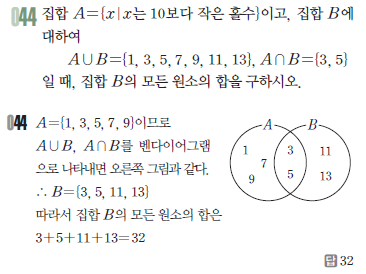 044 집합 A={x|x는 10보다 작은 홀수}이고, 집합 B에
대하여
A∪B={1, 3, 5, 7, 9, 11, 13}, A∩B={3, 5}
일 때, 집합 B의 모든 원소의 합을 구하시오.
044 A={1, 3, 5, 7, 9}이므로
A∪B, A∩B를 벤다이어그램
으로 나타내면 오른쪽 그림과 같다.
∴ B={3, 5, 11, 13}
따라서 집합 B의 모든 원소의 합은
3+5+11+13=32
A B
1 3 11
7
9 5 13
답 32